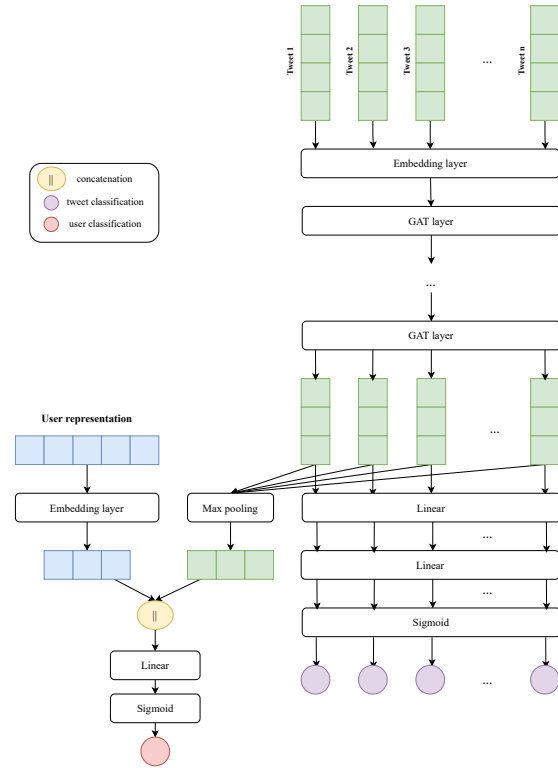 Tweet 1
Tweet 2
Tweet 3
...
Tweet n
Embedding layer
GAT layer
...
GAT layer
|| concatenation
tweet classification
user classification
...
User representation
Embedding layer
Max pooling
Linear
...
Linear
...
Sigmoid
...
||
Linear
Sigmoid